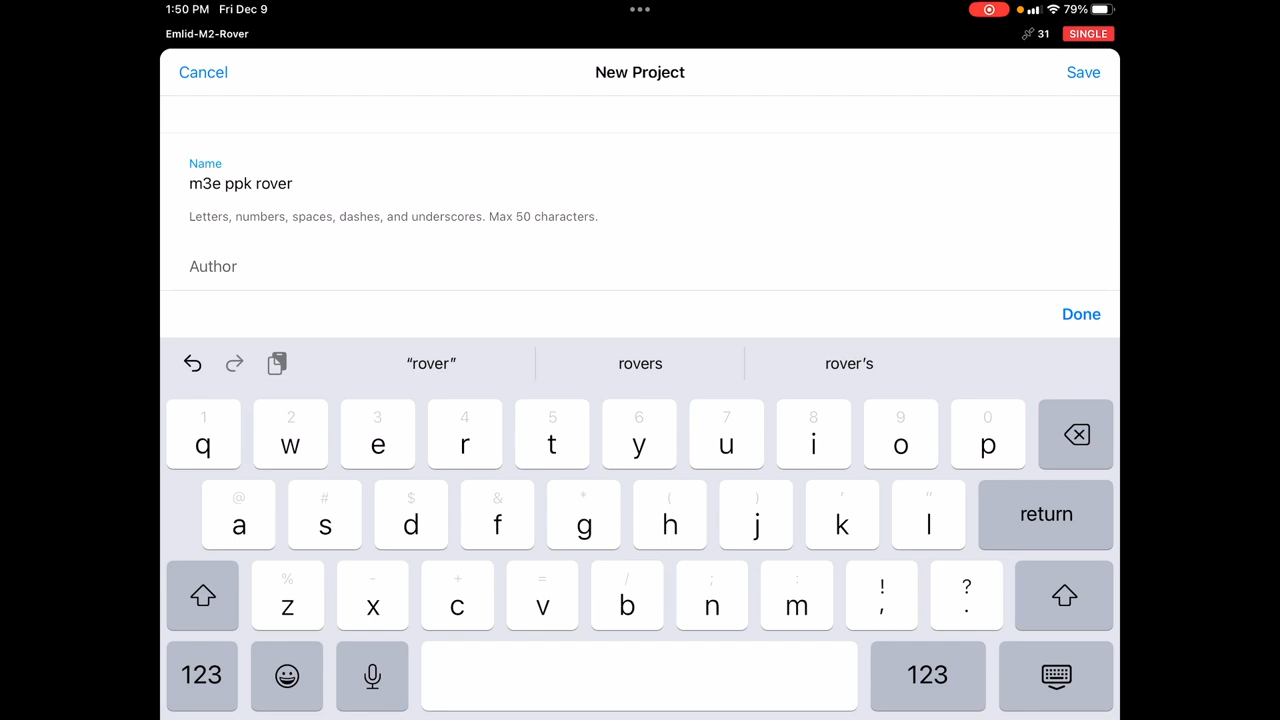 1:50 PM Fri Dec 9
79%
Emlid-M2-Rover
31 SINGLE
Cancel New Project Save
Name
m3e ppk rover
Letters, numbers, spaces, dashes, and underscores. Max 50 characters.
Author
Done
“rover” rovers rover’s
1 2 3 4 5 6 7 8 9 0
q w e r t y u i o p
@ # $ & * ( ) ' "
a s d f g h j k l return
% - + = / ; : ! ?
z x c v b n m , .
123 123